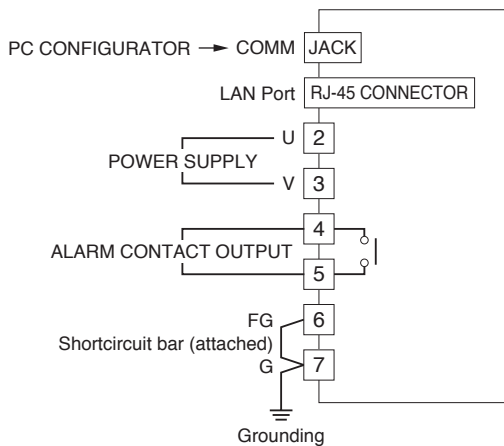 PC CONFIGURATOR → COMM JACK
LAN Port RJ-45 CONNECTOR
U 2
POWER SUPPLY
V 3
4
ALARM CONTACT OUTPUT
5
FG 6
Shortcircuit bar (attached)
G 7
Grounding